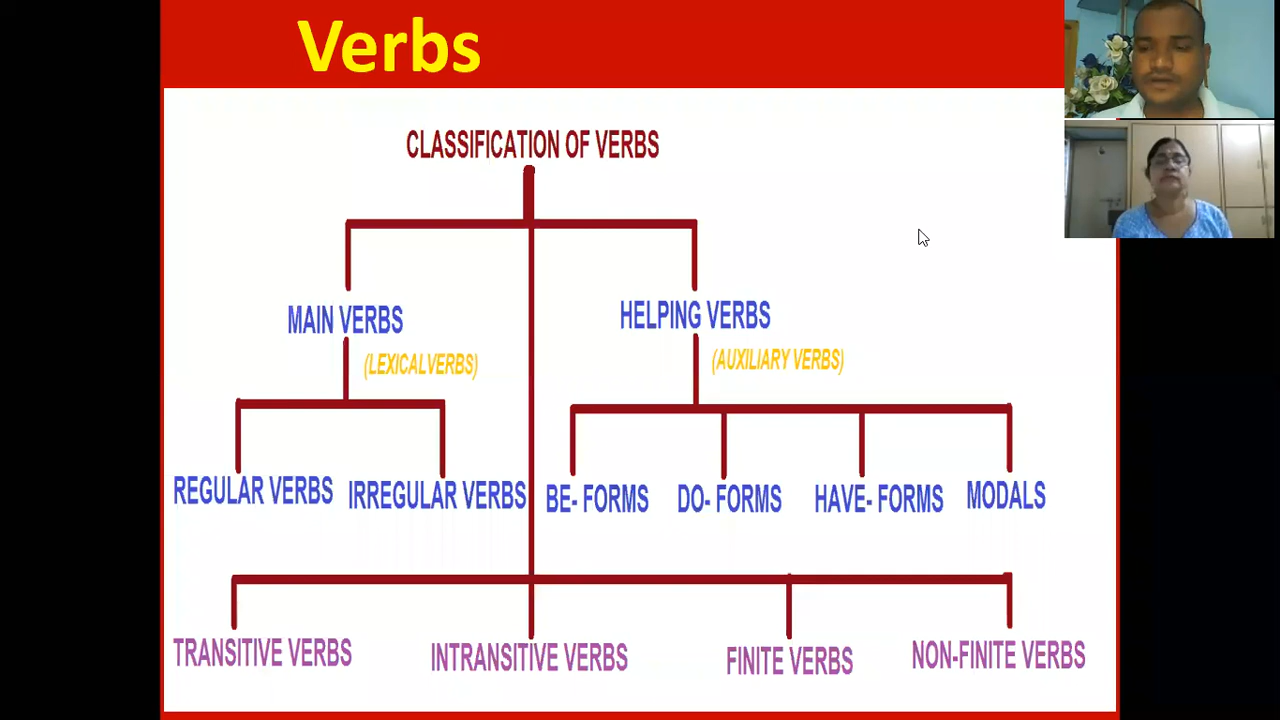 Verbs
CLASSIFICATION OF VERBS
MAIN VERBS
HELPING VERBS
(LEXICALVERBS)
(AUXILIARY VERBS)
REGULAR VERBS
IRREGULAR VERBS
BE- FORMS
DO- FORMS
HAVE- FORMS
MODALS
TRANSITIVE VERBS
INTRANSITIVE VERBS
FINITE VERBS
NON-FINITE VERBS